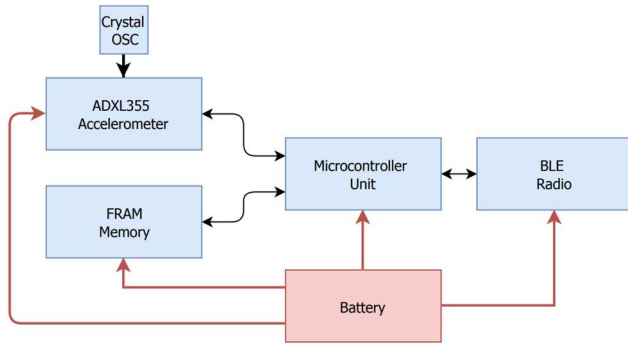 Crystal
OSC
ADXL355
Accelerometer
Microcontroller
Unit
BLE
Radio
FRAM
Memory
Battery